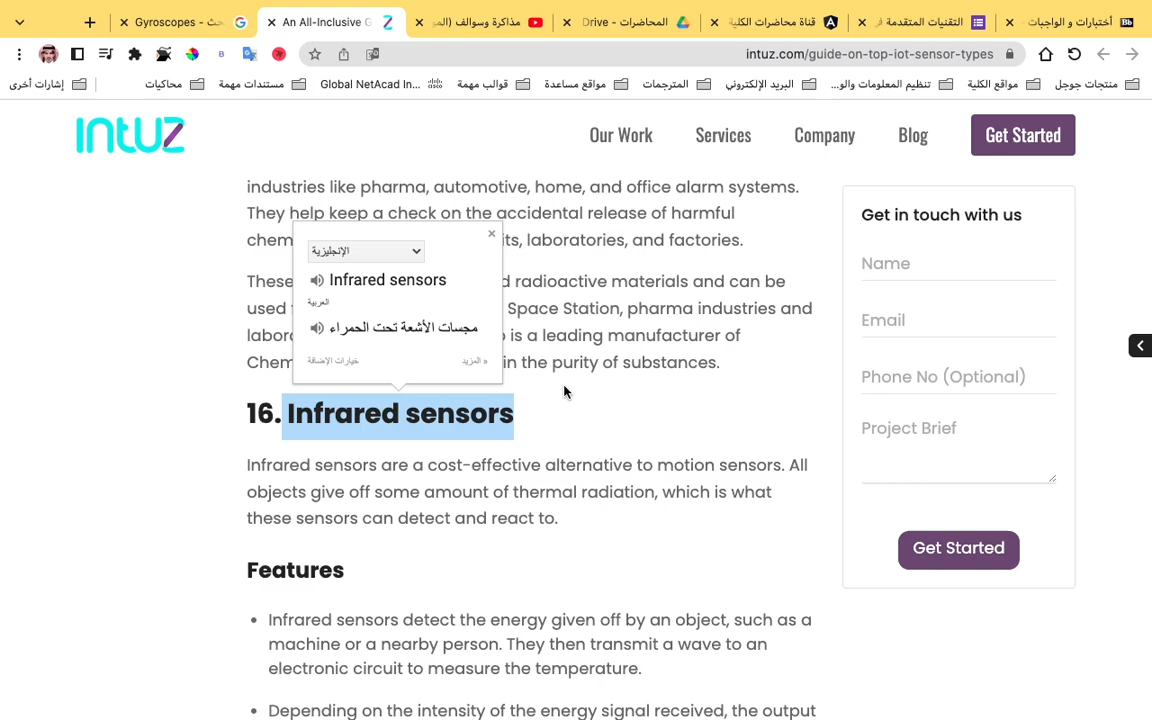 Gyroscopes - بحث
An All-Inclusive G
مذاكرة وسوالف (المو
المحاضرات - Drive
قناة محاضرات الكلية
التقنيات المتقدمة في
أختبارات و الواجبات
Bb
B
intuz.com/guide-on-top-iot-sensor-types
إشارات أخرى
محاكيات
مستندات مهمة
Global NetAcad In...
قوالب مهمة
مواقع مساعدة
المترجمات
البريد الإلكتروني
تنظيم المعلومات والو...
مواقع الكلية
منتجات جوجل
INTUZ
Our Work
Services
Company
Blog
Get Started
industries like pharma, automotive, home, and office alarm systems.
They help keep a check on the accidental release of harmful
chem its, laboratories, and factories.
These d radioactive materials and can be
used Space Station, pharma industries and
labora o is a leading manufacturer of
Chem in the purity of substances.
الإنجليزية
Infrared sensors
العربية
مجسات الأشعة تحت الحمراء
خيارات الإضافة
المزيد »
16. Infrared sensors
Infrared sensors are a cost-effective alternative to motion sensors. All
objects give off some amount of thermal radiation, which is what
these sensors can detect and react to.
Features
• Infrared sensors detect the energy given off by an object, such as a
machine or a nearby person. They then transmit a wave to an
electronic circuit to measure the temperature.
• Depending on the intensity of the energy signal received, the output
Get in touch with us
Name
Email
Phone No (Optional)
Project Brief
Get Started